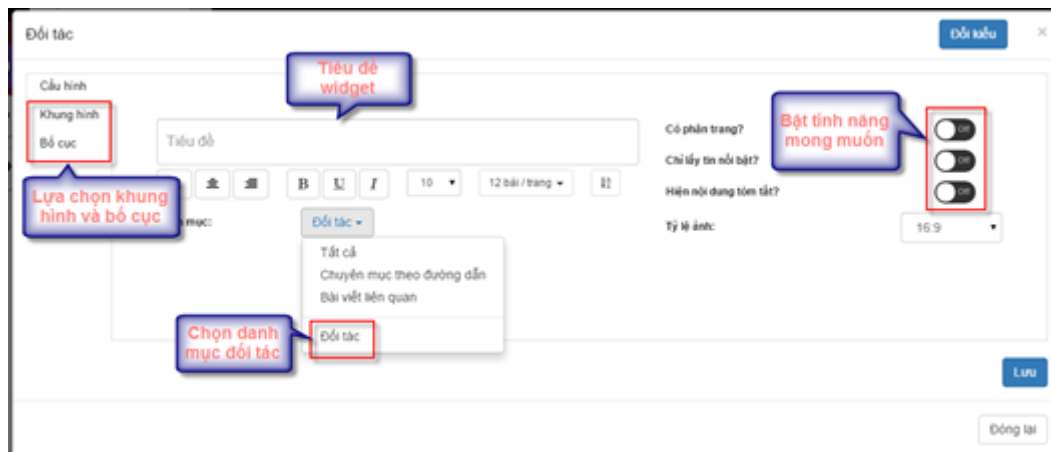 Đối tác
Đổi kiểu
×
Cấu hình
Khung hình
Bố cục
Tiêu đề
widget
Tiêu đề
Lựa chọn khung
hình và bố cục
B U I 10 12 bài / trang
mục:
Đối tác
Tất cả
Chuyên mục theo đường dẫn
Bài viết liên quan
Đối tác
Chọn danh
mục đối tác
Có phân trang?
Off
Chỉ lấy tin nổi bật?
Off
Hiện nội dung tóm tắt?
Off
Tỷ lệ ảnh:
16:9
Bật tính năng
mong muốn
Lưu
Đóng lại